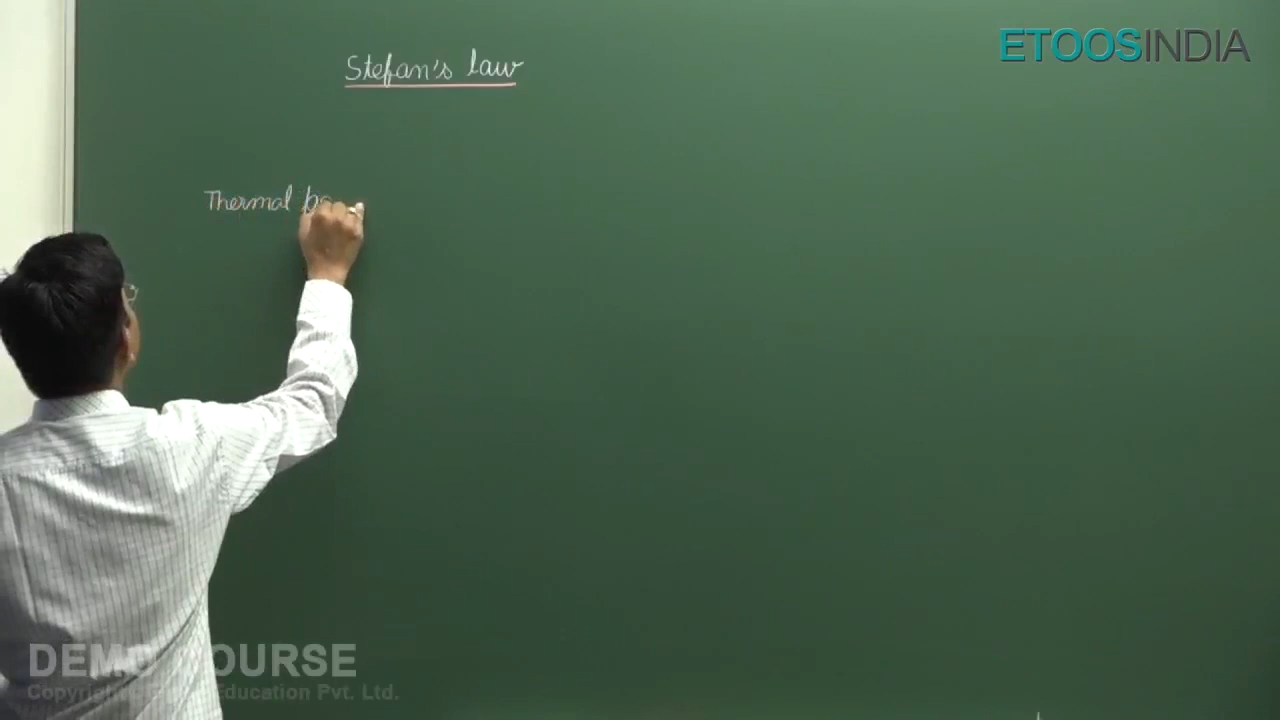 ETOOSINDIA
Stefan's law
Thermal
DEMO COURSE
Education Pvt. Ltd.